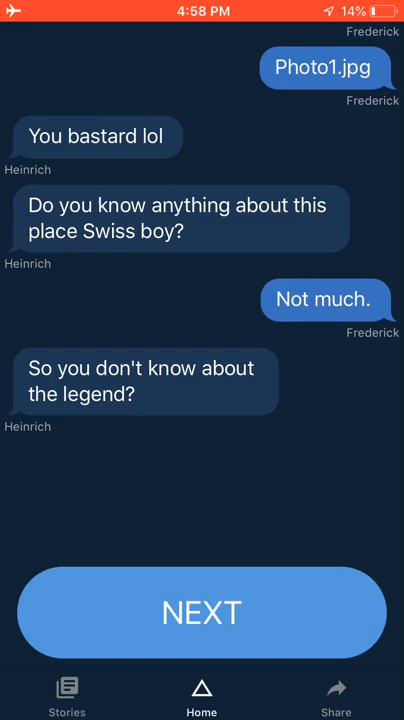 4:58 PM
14%
Frederick
Photo1.jpg
Frederick
You bastard lol
Heinrich
Do you know anything about this
place Swiss boy?
Heinrich
Not much.
Frederick
So you don't know about
the legend?
Heinrich
NEXT
Stories
Home
Share